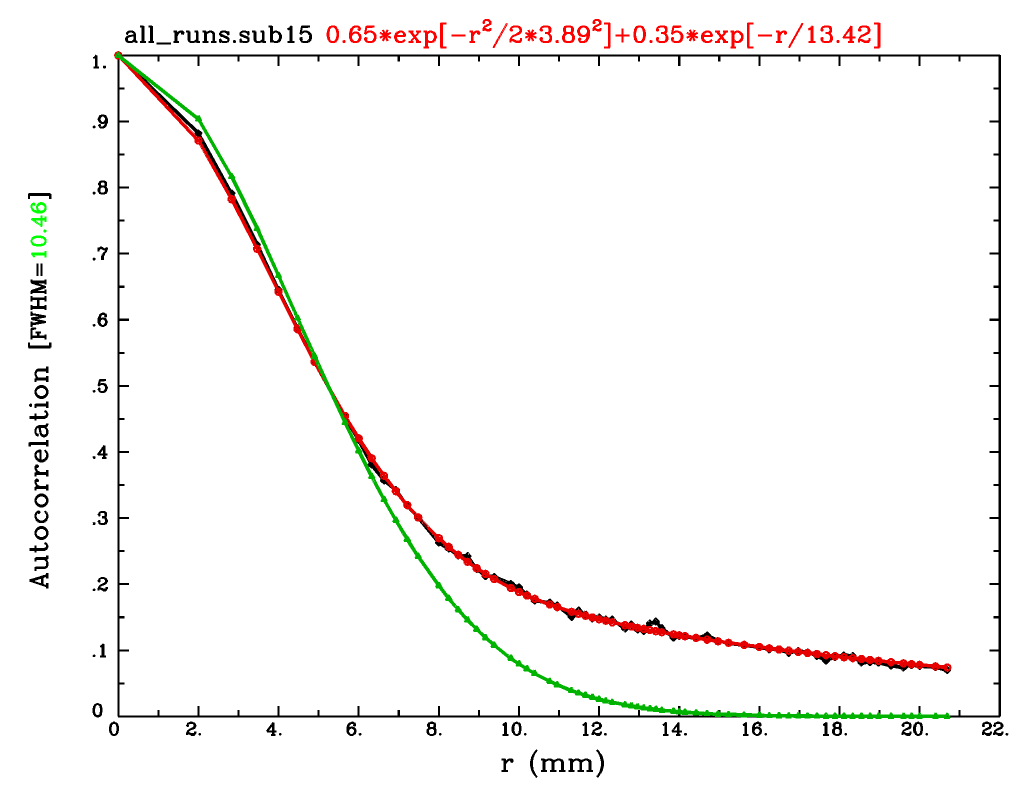 all_runs.sub15 0.65*exp[-r²/2*3.89²]+0.35*exp[-r/13.42]
1.
.9
.8
.7
.6
.5
.4
.3
.2
.1
0
Autocorrelation [FWHM=10.46]
0. 2. 4. 6. 8. 10. 12. 14. 16. 18. 20. 22.
r (mm)